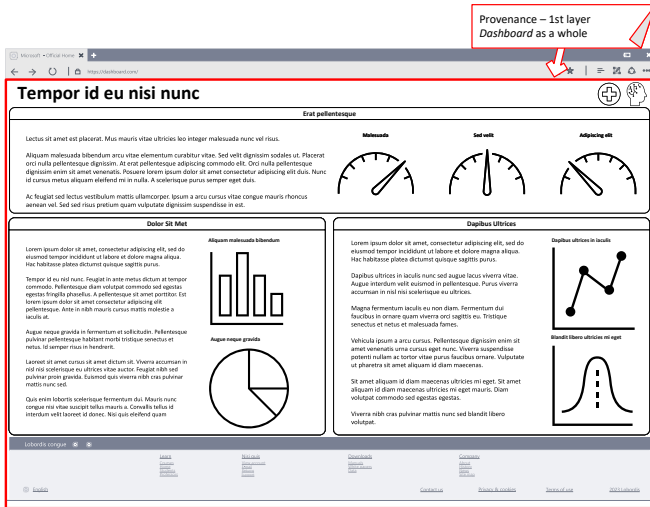 Provenance – 1st layer
Dashboard as a whole
Microsoft - Official Home
https://dashboard.com/
Tempor id eu nisi nunc
Erat pellentesque
Lectus sit amet est placerat. Mus mauris vitae ultricies leo integer malesuada nunc vel risus.
Aliquam malesuada bibendum arcu vitae elementum curabitur vitae. Sed velit dignissim sodales ut. Placerat
orci nulla pellentesque dignissim. At erat pellentesque adipiscing commodo elit. Orci nulla pellentesque
dignissim enim sit amet venenatis. Posuere lorem ipsum dolor sit amet consectetur adipiscing elit duis. Nunc
id cursus metus aliquam eleifend mi in nulla. A scelerisque purus semper eget duis.
Ac feugiat sed lectus vestibulum mattis ullamcorper. Ipsum a arcu cursus vitae congue mauris rhoncus
aenean vel. Sed sed risus pretium quam vulputate dignissim suspendisse in est.
Malesuada
Sed velit
Adipiscing elit
Dolor Sit Met
Lorem ipsum dolor sit amet, consectetur adipiscing elit, sed do
eiusmod tempor incididunt ut labore et dolore magna aliqua.
Hac habitasse platea dictumst quisque sagittis purus.
Tempor id eu nisl nunc. Feugiat in ante metus dictum at tempor
commodo. Pellentesque diam volutpat commodo sed egestas
egestas fringilla phasellus. A pellentesque sit amet porttitor. Est
lorem ipsum dolor sit amet consectetur adipiscing elit
pellentesque. Ante in nibh mauris cursus mattis molestie a
iaculis at.
Augue neque gravida in fermentum et sollicitudin. Pellentesque
pulvinar pellentesque habitant morbi tristique senectus et
netus. Id semper risus in hendrerit.
Laoreet sit amet cursus sit amet dictum sit. Viverra accumsan in
nisl nisi scelerisque eu ultrices vitae auctor. Feugiat nibh sed
pulvinar proin gravida. Euismod quis viverra nibh cras pulvinar
mattis nunc sed.
Quis enim lobortis scelerisque fermentum dui. Mauris nunc
congue nisi vitae suscipit tellus mauris a. Convallis tellus id
interdum velit laoreet id donec. Nisi quis eleifend quam
Aliquam malesuada bibendum
Augue neque gravida
Dapibus Ultrices
Lorem ipsum dolor sit amet, consectetur adipiscing elit, sed do
eiusmod tempor incididunt ut labore et dolore magna aliqua.
Hac habitasse platea dictumst quisque sagittis purus.
Dapibus ultrices in iaculis nunc sed augue lacus viverra vitae.
Augue interdum velit euismod in pellentesque. Purus viverra
accumsan in nisl nisi scelerisque eu ultrices.
Magna fermentum iaculis eu non diam. Fermentum dui
faucibus in ornare quam viverra orci sagittis eu. Tristique
senectus et netus et malesuada fames.
Vehicula ipsum a arcu cursus. Pellentesque dignissim enim sit
amet venenatis urna cursus eget nunc. Viverra suspendisse
potenti nullam ac tortor vitae purus faucibus ornare. Vulputate
ut pharetra sit amet aliquam id diam maecenas.
Sit amet aliquam id diam maecenas ultricies mi eget. Sit amet
aliquam id diam maecenas ultricies mi eget mauris. Diam
volutpat commodo sed egestas egestas.
Viverra nibh cras pulvinar mattis nunc sed blandit libero
volutpat.
Dapibus ultrices in iaculis
Blandit libero ultricies mi eget
Lobordis congue
Learn
Downloads
Company
English
Contact us
Privacy & cookies
Terms of use